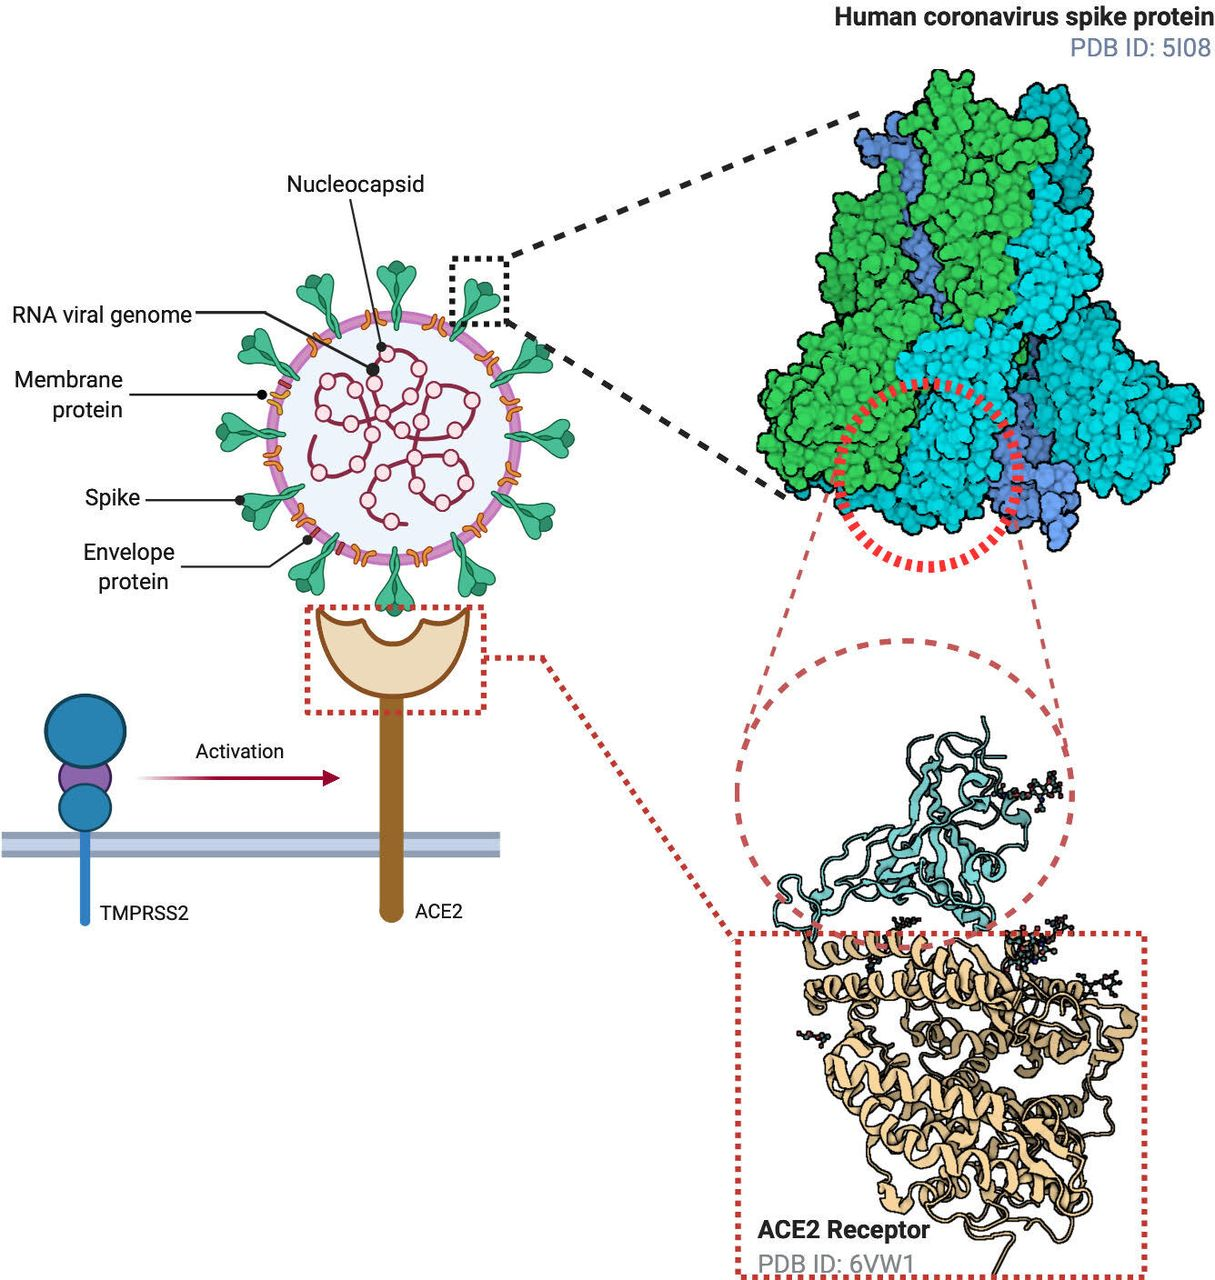 Human coronavirus spike protein
PDB ID: 5I08
Nucleocapsid
RNA viral genome
Membrane
protein
Spike
Envelope
protein
Activation
TMPRSS2
ACE2
ACE2 Receptor
PDB ID: 6VW1